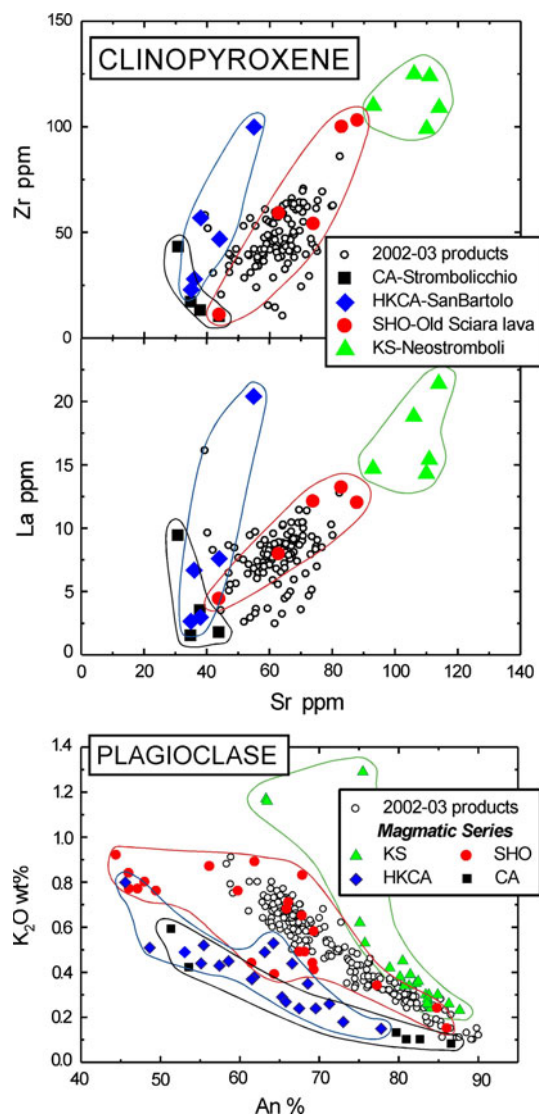 CLINOPYROXENE
150
125
100
75
50
25
0
Zr ppm
2002-03 products
CA-Strombolicchio
HKCA-SanBartolo
SHO-Old Sciara lava
KS-Neostromboli
20
15
10
5
0
La ppm
0 20 40 60 80 100 120 140
Sr ppm
PLAGIOCLASE
1.4
1.2
1.0
0.8
0.6
0.4
0.2
0.0
K2O wt%
2002-03 products
Magmatic Series
KS SHO
HKCA CA
40 50 60 70 80 90
An %